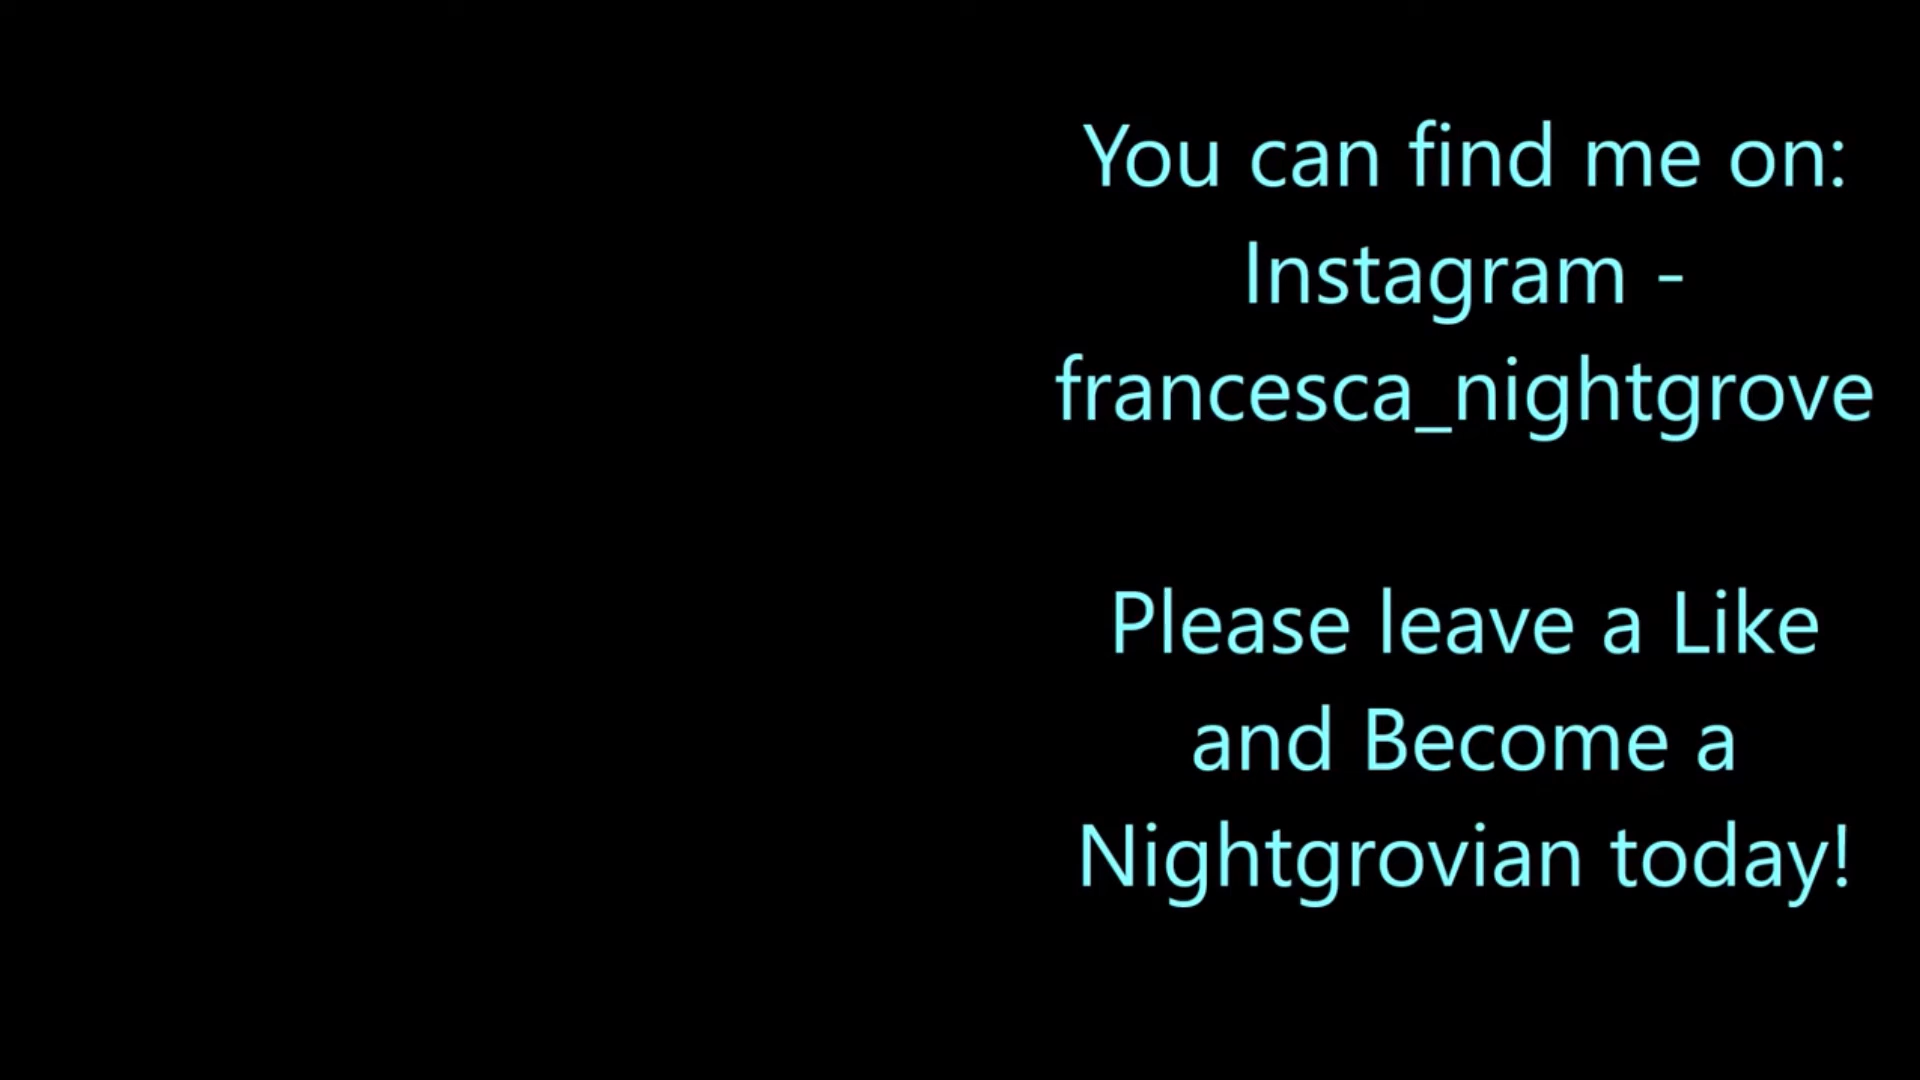 You can find me on:
Instagram -
francesca_nightgrove
Please leave a Like
and Become a
Nightgrovian today!